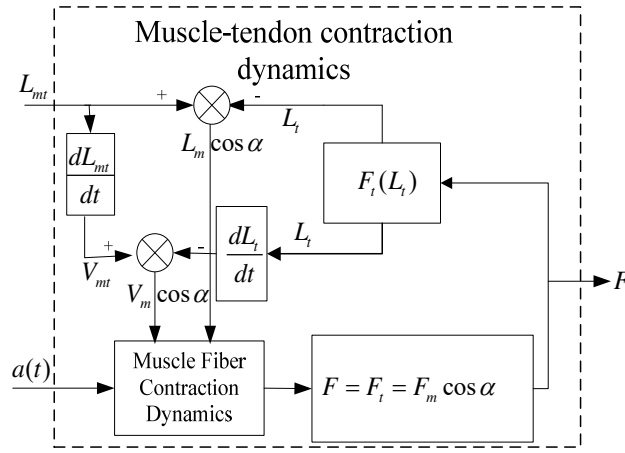 Muscle-tendon contraction
dynamics
L_mt
+
-
L_t
L_m cos α
dL_mt
dt
F_t(L_t)
V_mt
+
-
dL_t
dt
L_t
V_m cos α
F
a(t)
Muscle Fiber
Contraction
Dynamics
F = F_t = F_m cos α